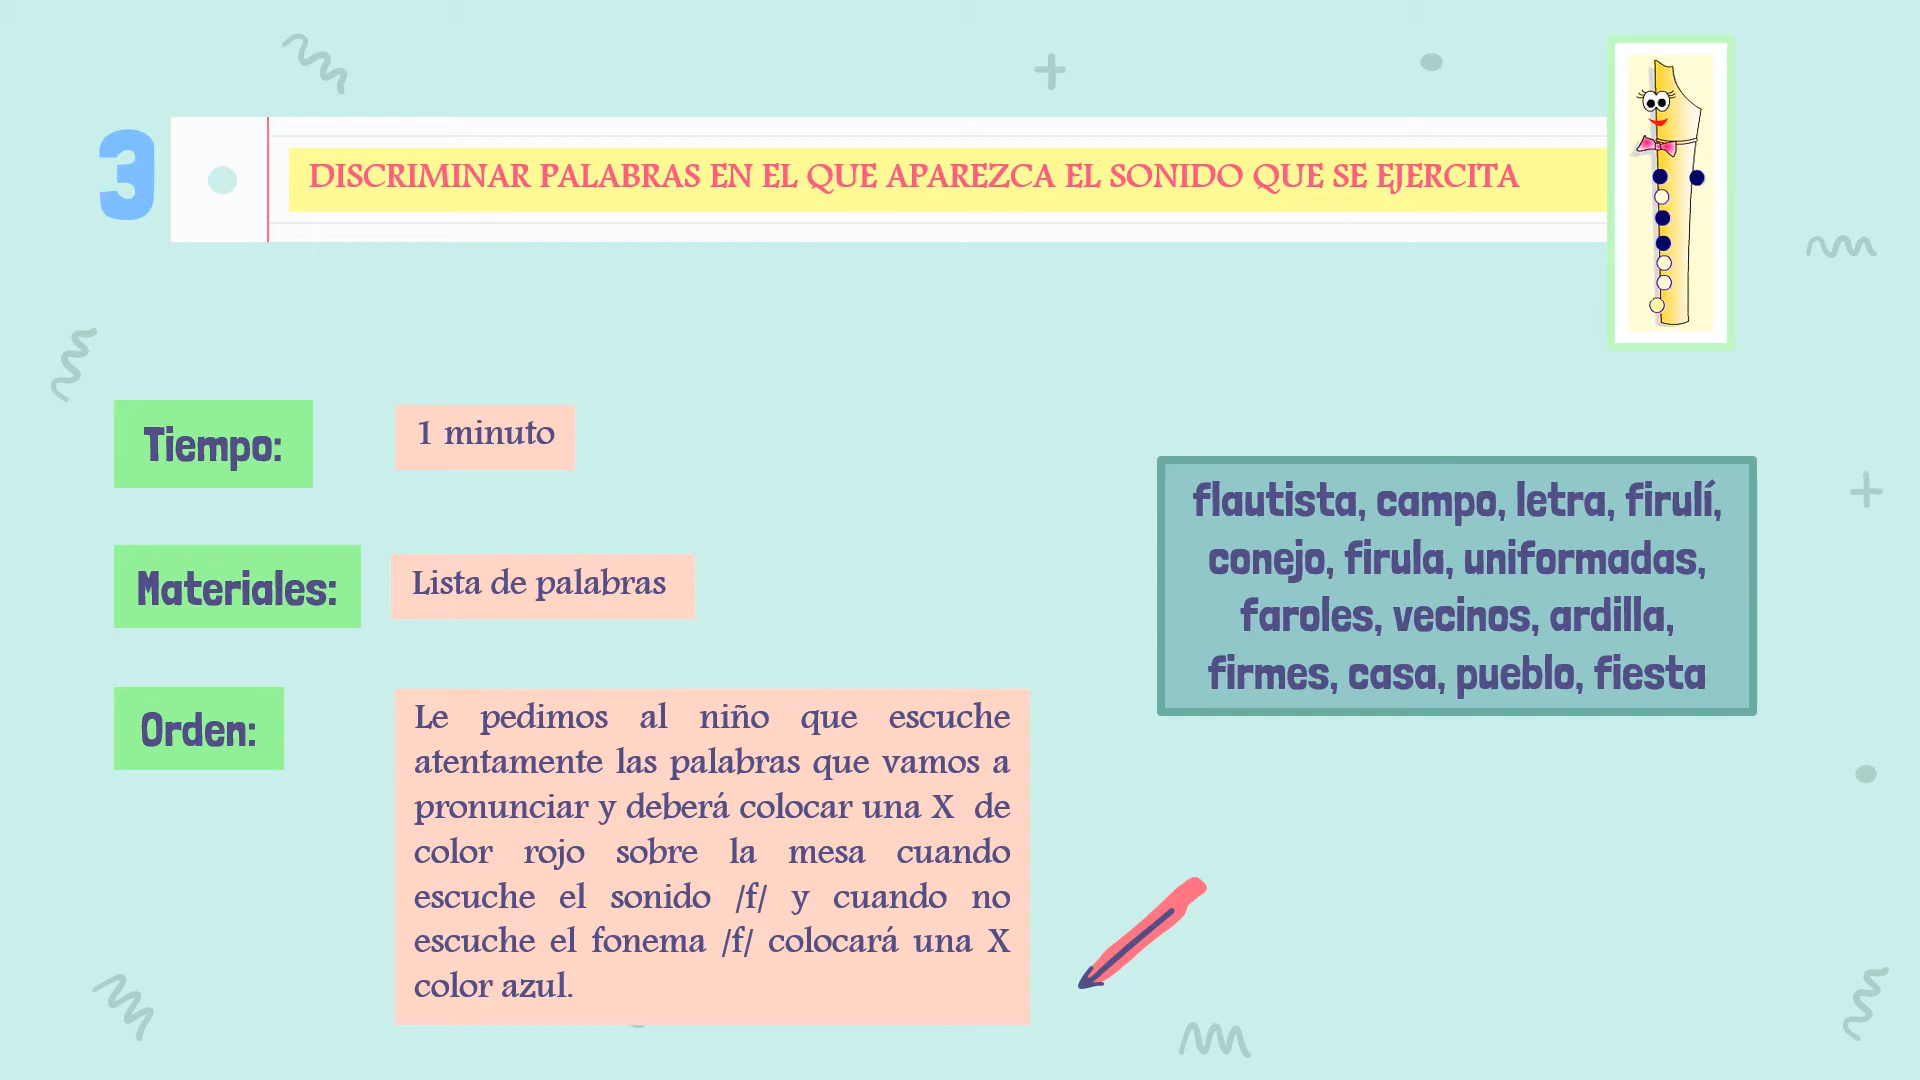 3
DISCRIMINAR PALABRAS EN EL QUE APAREZCA EL SONIDO QUE SE EJERCITA
Tiempo:
1 minuto
Materiales:
Lista de palabras
Orden:
Le pedimos al niño que escuche
atentamente las palabras que vamos a
pronunciar y deberá colocar una X de
color rojo sobre la mesa cuando
escuche el sonido /f/ y cuando no
escuche el fonema /f/ colocará una X
color azul.
flautista, campo, letra, firulí,
conejo, firula, uniformadas,
faroles, vecinos, ardilla,
firmes, casa, pueblo, fiesta